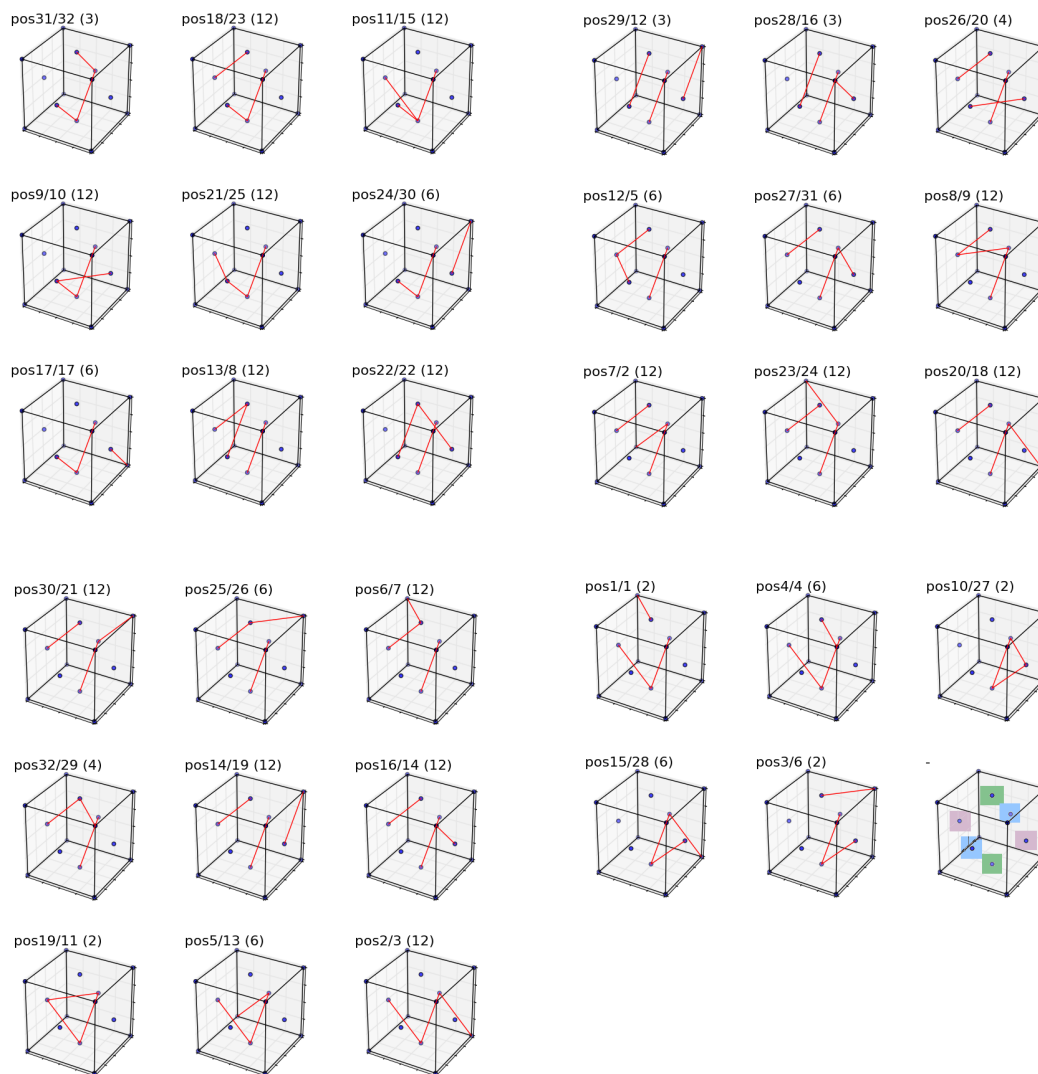 pos31/32 (3) pos18/23 (12) pos11/15 (12) pos29/12 (3) pos28/16 (3) pos26/20 (4)
pos9/10 (12) pos21/25 (12) pos24/30 (6) pos12/5 (6) pos27/31 (6) pos8/9 (12)
pos17/17 (6) pos13/8 (12) pos22/22 (12) pos7/2 (12) pos23/24 (12) pos20/18 (12)
pos30/21 (12) pos25/26 (6) pos6/7 (12) pos1/1 (2) pos4/4 (6) pos10/27 (2)
pos32/29 (4) pos14/19 (12) pos16/14 (12) pos15/28 (6) pos3/6 (2) -
pos19/11 (2) pos5/13 (6) pos2/3 (12)